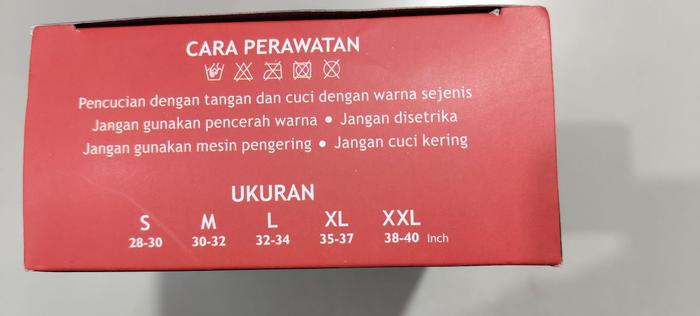 CARA PERAWATAN
Pencucian dengan tangan dan cuci dengan warna sejenis
Jangan gunakan pencerah warna • Jangan disetrika
Jangan gunakan mesin pengering • Jangan cuci kering
UKURAN
S M L XL XXL
28-30 30-32 32-34 35-37 38-40 Inch